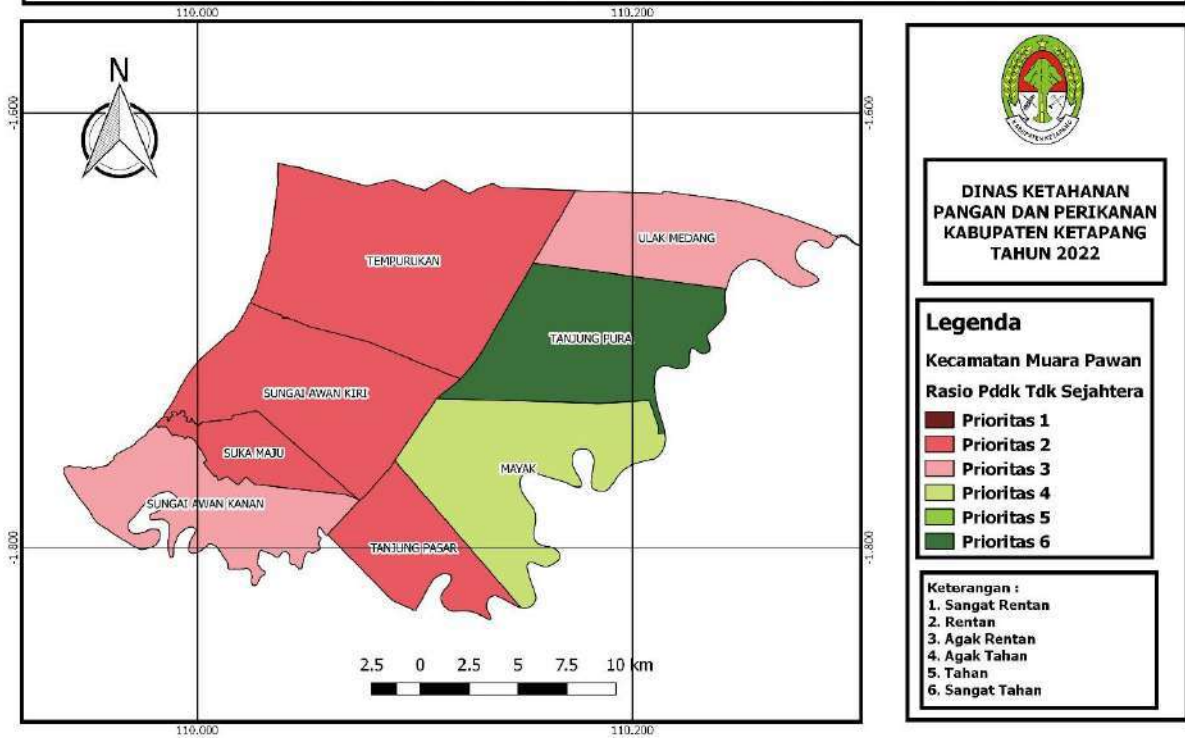 110.000
110.200
-1.600
-1.600
N
TEMPURUKAN
ULAK MEDANG
TANJUNG PURA
SUNGAI AWAN KIRI
SUKA MAJU
MAYAK
SUNGAI AWAN KANAN
TANJUNG PASAR
-1.800
-1.800
2.5 0 2.5 5 7.5 10 km
110.000
110.200
KABUPATEN KETAPANG
DINAS KETAHANAN
PANGAN DAN PERIKANAN
KABUPATEN KETAPANG
TAHUN 2022
Legenda
Kecamatan Muara Pawan
Rasio Pddk Tdk Sejahtera
Prioritas 1
Prioritas 2
Prioritas 3
Prioritas 4
Prioritas 5
Prioritas 6
Keterangan :
1. Sangat Rentan
2. Rentan
3. Agak Rentan
4. Agak Tahan
5. Tahan
6. Sangat Tahan